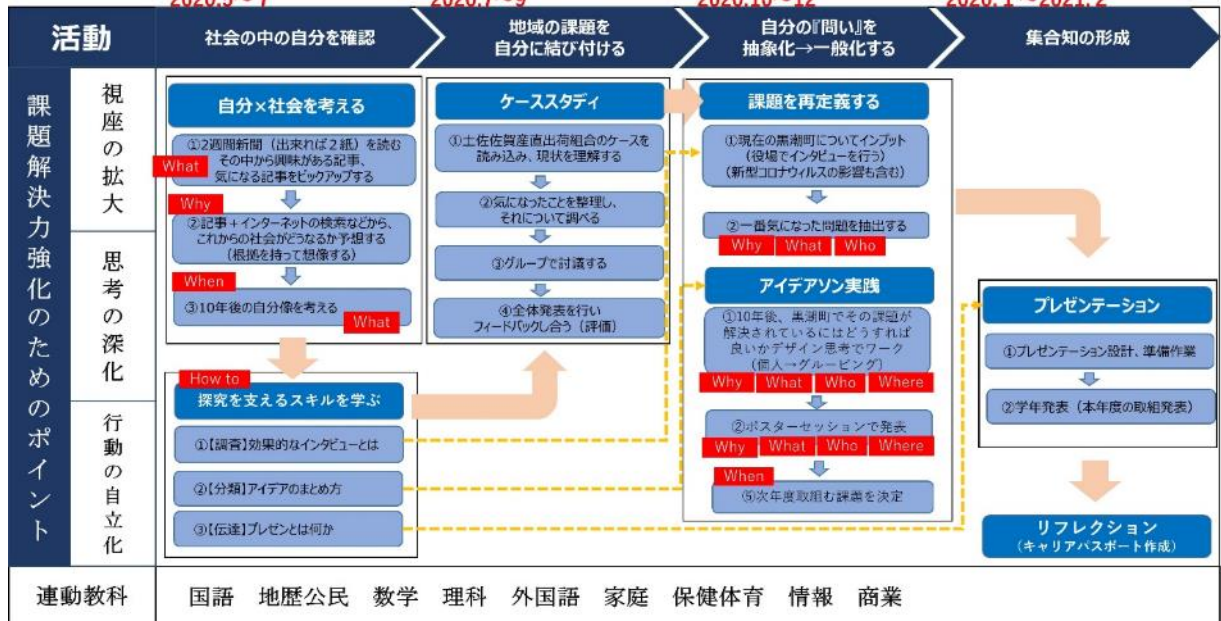 2020.5～7
2020.7～9
2020.10～12
2020. 1～2021. 2
活動
社会の中の自分を確認
地域の課題を
自分に結び付ける
自分の『問い』を
抽象化→一般化する
集合知の形成
課題解決力強化のためのポイント
視座の拡大
思考の深化
行動の自立化
自分×社会を考える
①2週間新聞（出来れば２紙）を読む
その中から興味がある記事、
気になる記事をピックアップする
What
Why
②記事＋インターネットの検索などから、
これからの社会がどうなるか予想する
（根拠を持って想像する）
When
③10年後の自分像を考える
What
How to
探究を支えるスキルを学ぶ
①【調査】効果的なインタビューとは
②【分類】アイデアのまとめ方
③【伝達】プレゼンとは何か
ケーススタディ
①土佐佐賀産直出荷組合のケースを
読み込み、現状を理解する
②気になったことを整理し、
それについて調べる
③グループで討議する
④全体発表を行い
フィードバックし合う（評価）
課題を再定義する
①現在の黒潮町についてインプット
（役場でインタビューを行う）
（新型コロナウィルスの影響も含む）
②一番気になった問題を抽出する
Why What Who
アイデアソン実践
①10年後、黒潮町でその課題が
解決されているにはどうすれば
良いかデザイン思考でワーク
（個人→グルーピング）
Why What Who Where
②ポスターセッションで発表
Why What Who Where
When
⑤次年度取組む課題を決定
プレゼンテーション
①プレゼンテーション設計、準備作業
②学年発表（本年度の取組発表）
リフレクション
（キャリアパスポート作成）
連動教科
国語 地歴公民 数学 理科 外国語 家庭 保健体育 情報 商業